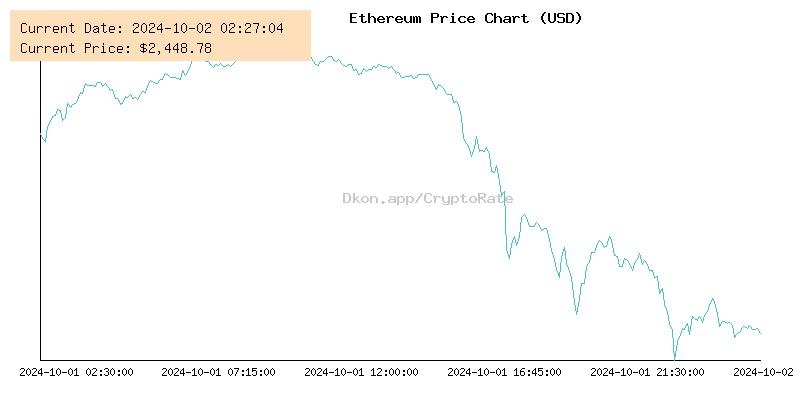 Ethereum Price Chart (USD)
Current Date: 2024-10-02 02:27:04
Current Price: $2,448.78
Dkon.app/CryptoRate
2024-10-01 02:30:00 2024-10-01 07:15:00 2024-10-01 12:00:00 2024-10-01 16:45:00 2024-10-01 21:30:00 2024-10-02